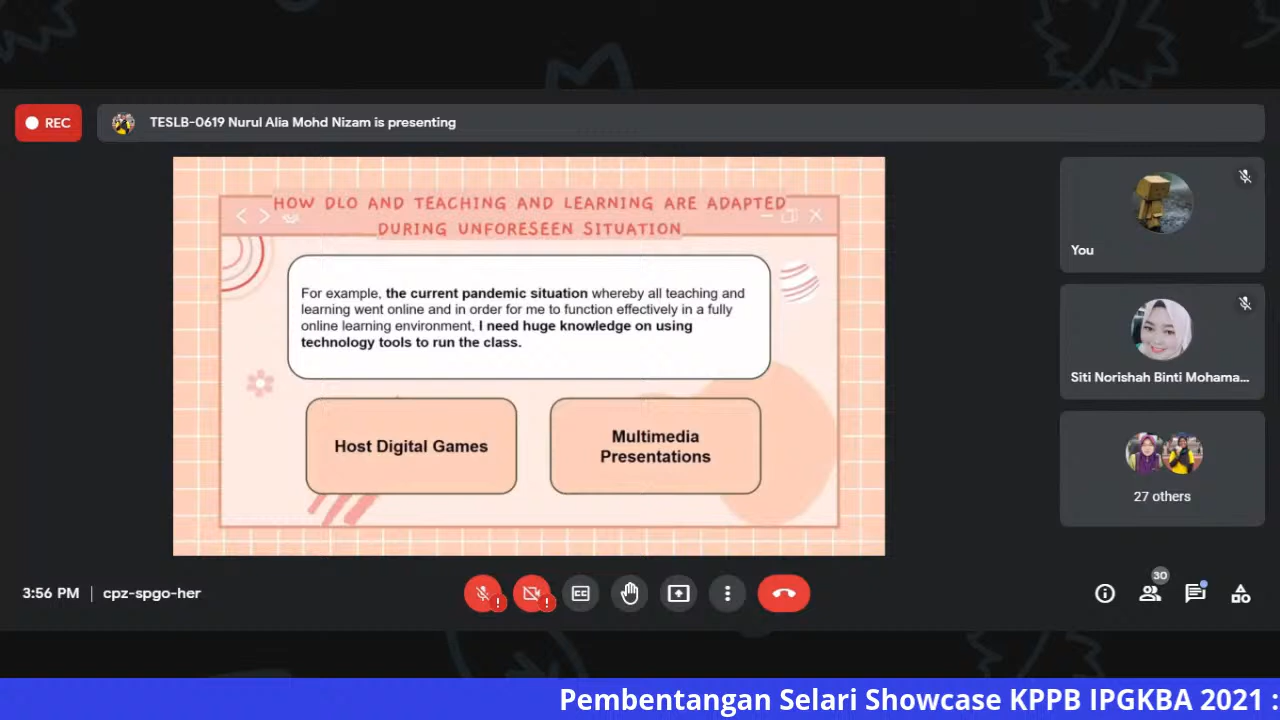 REC
TESLB-0619 Nurul Alia Mohd Nizam is presenting
HOW DLO AND TEACHING AND LEARNING ARE ADAPTED
DURING UNFORESEEN SITUATION
For example, the current pandemic situation whereby all teaching and
learning went online and in order for me to function effectively in a fully
online learning environment, I need huge knowledge on using
technology tools to run the class.
Host Digital Games
Multimedia
Presentations
You
Siti Norishah Binti Mohama...
27 others
3:56 PM | cpz-spgo-her
CC
30
Pembentangan Selari Showcase KPPB IPGKBA 2021 :